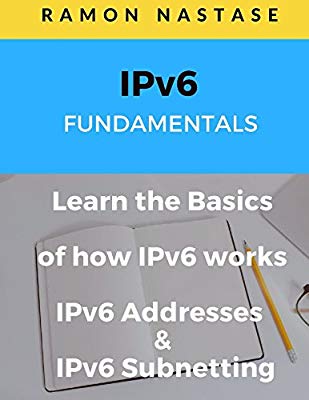 RAMON NASTASE
IPv6
FUNDAMENTALS
Learn the Basics
of how IPv6 works
IPv6 Addresses
&
IPv6 Subnetting